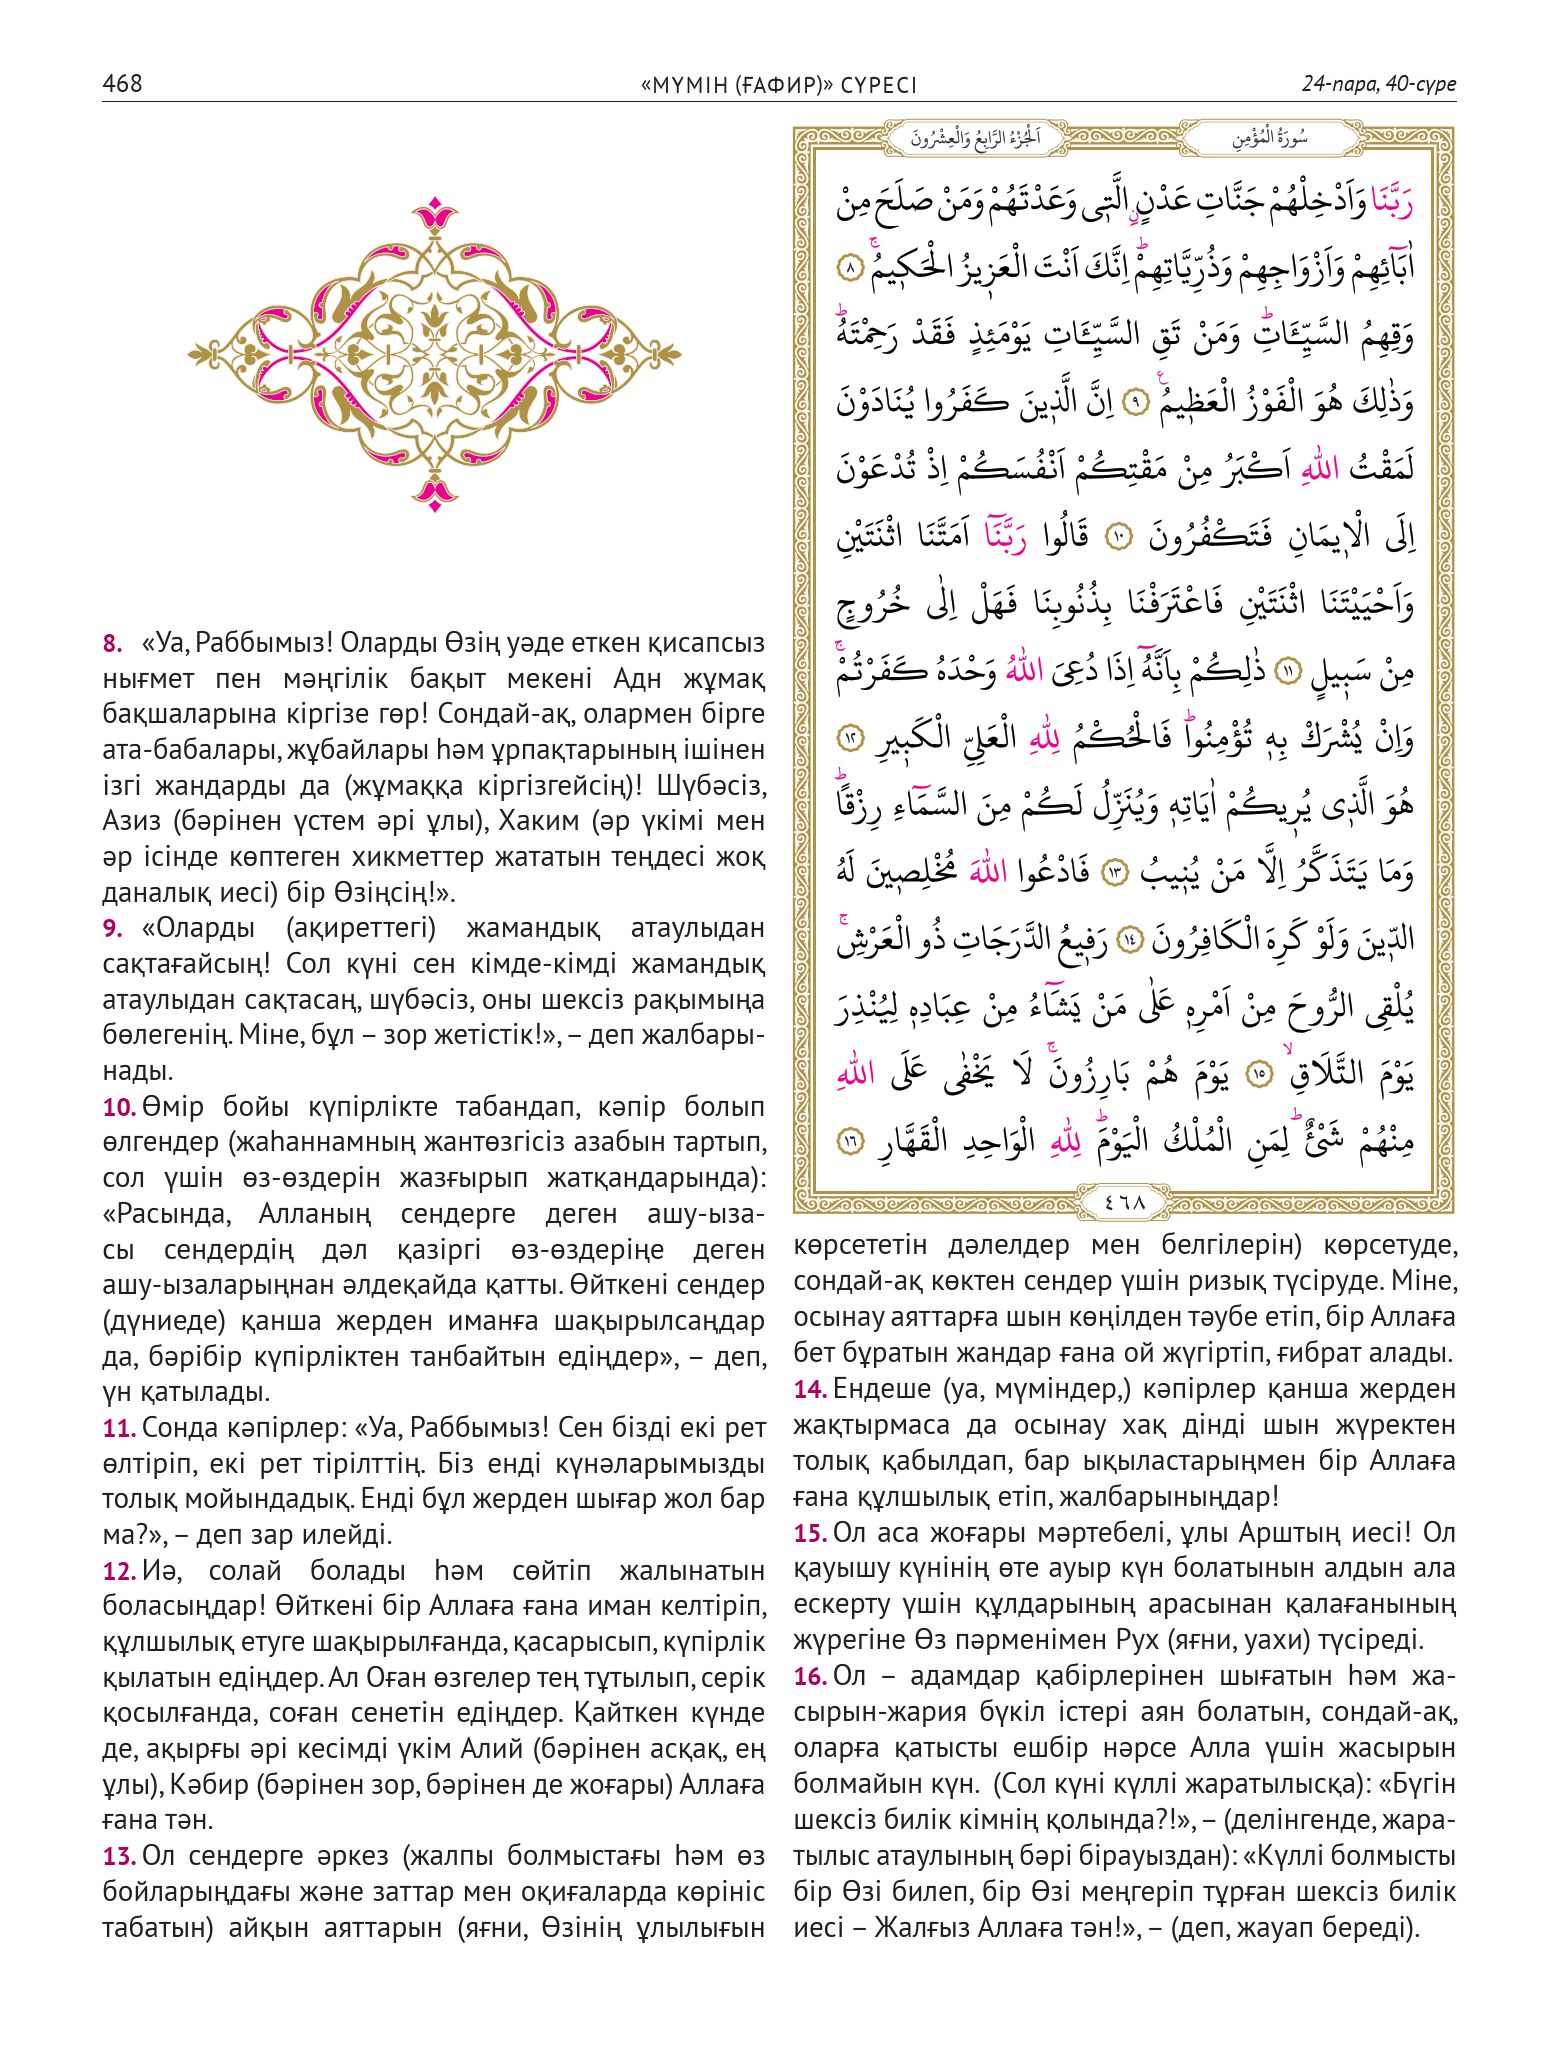 468
«МҮМІН (ҒАФИР)» СҮРЕСІ
24-пара, 40-сүре
8. «Уа, Раббымыз! Оларды Өзің уәде еткен қисапсыз
нығмет пен мәңгілік бақыт мекені Адн жұмақ
бақшаларына кіргізе гөр! Сондай-ақ, олармен бірге
ата-бабалары, жұбайлары һәм ұрпақтарының ішінен
ізгі жандарды да (жұмаққа кіргізгейсің)! Шүбәсіз,
Азиз (бәрінен үстем әрі ұлы), Хаким (әр үкімі мен
әр ісінде көптеген хикметтер жататын теңдесі жоқ
даналық иесі) бір Өзіңсің!».
9. «Оларды (ақиреттегі) жамандық атаулыдан
сақтағайсың! Сол күні сен кімде-кімді жамандық
атаулыдан сақтасаң, шүбәсіз, оны шексіз рақымыңа
бөлегенің. Міне, бұл – зор жетістік!», – деп жалбары-
нады.
10. Өмір бойы күпірлікте табандап, кәпір болып
өлгендер (жаһаннамның жантөзгісіз азабын тартып,
сол үшін өз-өздерін жазғырып жатқандарында):
«Расында, Алланың сендерге деген ашу-ыза-
сы сендердің дәл қазіргі өз-өздеріңе деген
ашу-ызаларыңнан әлдеқайда қатты. Өйткені сендер
(дүниеде) қанша жерден иманға шақырылсаңдар
да, бәрібір күпірліктен танбайтын едіңдер», – деп,
үн қатылады.
11. Сонда кәпірлер: «Уа, Раббымыз! Сен бізді екі рет
өлтіріп, екі рет тірілттің. Біз енді күнәларымызды
толық мойындадық. Енді бұл жерден шығар жол бар
ма?», – деп зар илейді.
12. Иә, солай болады һәм сөйтіп жалынатын
боласыңдар! Өйткені бір Аллаға ғана иман келтіріп,
құлшылық етуге шақырылғанда, қасарысып, күпірлік
қылатын едіңдер. Ал Оған өзгелер тең тұтылып, серік
қосылғанда, соған сенетін едіңдер. Қайткен күнде
де, ақырғы әрі кесімді үкім Алий (бәрінен асқақ, ең
ұлы), Кәбир (бәрінен зор, бәрінен де жоғары) Аллаға
ғана тән.
13. Ол сендерге әркез (жалпы болмыстағы һәм өз
бойларыңдағы және заттар мен оқиғаларда көрініс
табатын) айқын аяттарын (яғни, Өзінің ұлылығын
اَلْجُزْءُ الرَّابِعُ وَالْعِشْرُونَ
سُورَةُ الْمُؤْمِنِ
رَبَّنَا وَاَدْخِلْهُمْ جَنَّاتِ عَدْنٍۨ الَّت۪ى وَعَدْتَهُمْ وَمَنْ صَلَحَ مِنْ
اٰبَآئِهِمْ وَاَزْوَاجِهِمْ وَذُرِّيَّاتِهِمْۜ اِنَّكَ اَنْتَ الْعَز۪يزُ الْحَك۪يمُۚ ٨
وَقِهِمُ السَّيِّـَٔاتِۜ وَمَنْ تَقِ السَّيِّـَٔاتِ يَوْمَئِذٍ فَقَدْ رَحِمْتَهُۜ
وَذٰلِكَ هُوَ الْفَوْزُ الْعَظ۪يمُ۟ ٩ اِنَّ الَّذ۪ينَ كَفَرُوا يُنَادَوْنَ
لَمَقْتُ اللّٰهِ اَكْبَرُ مِنْ مَقْتِكُمْ اَنْفُسَكُمْ اِذْ تُدْعَوْنَ
اِلَى الْا۪يمَانِ فَتَكْفُرُونَ ١٠ قَالُوا رَبَّنَآ اَمَتَّنَا اثْنَتَيْنِ
وَاَحْيَيْتَنَا اثْنَتَيْنِ فَاعْتَرَفْنَا بِذُنُوبِنَا فَهَلْ اِلٰى خُرُوجٍ
مِنْ سَب۪يلٍ ١١ ذٰلِكُمْ بِاَنَّهُٓ اِذَا دُعِىَ اللّٰهُ وَحْدَهُ كَفَرْتُمْۚ
وَاِنْ يُشْرَكْ بِه۪ تُؤْمِنُواۜ فَالْحُكْمُ لِلّٰهِ الْعَلِىِّ الْكَب۪يرِ ١٢
هُوَ الَّذ۪ى يُر۪يكُمْ اٰيَاتِه۪ وَيُنَزِّلُ لَكُمْ مِنَ السَّمَآءِ رِزْقًاۜ
وَمَا يَتَذَكَّرُ اِلَّا مَنْ يُن۪يبُ ١٣ فَادْعُوا اللّٰهَ مُخْلِص۪ينَ لَهُ
الدّ۪ينَ وَلَوْ كَرِهَ الْكَافِرُونَ ١٤ رَف۪يعُ الدَّرَجَاتِ ذُو الْعَرْشِۚ
يُلْقِى الرُّوحَ مِنْ اَمْرِه۪ عَلٰى مَنْ يَشَآءُ مِنْ عِبَادِه۪ لِيُنْذِرَ
يَوْمَ التَّلَاقِۙ ١٥ يَوْمَ هُمْ بَارِزُونَۚ لَا يَخْفٰى عَلَى اللّٰهِ
مِنْهُمْ شَىْءٌۜ لِمَنِ الْمُلْكُ الْيَوْمَۜ لِلّٰهِ الْوَاحِدِ الْقَهَّارِ ١٦
٤٦٨
көрсететін дәлелдер мен белгілерін) көрсетуде,
сондай-ақ көктен сендер үшін ризық түсіруде. Міне,
осынау аяттарға шын көңілден тәубе етіп, бір Аллаға
бет бұратын жандар ғана ой жүгіртіп, ғибрат алады.
14. Ендеше (уа, мүміндер,) кәпірлер қанша жерден
жақтырмаса да осынау хақ дінді шын жүректен
толық қабылдап, бар ықыластарыңмен бір Аллаға
ғана құлшылық етіп, жалбарыныңдар!
15. Ол аса жоғары мәртебелі, ұлы Арштың иесі! Ол
қауышу күнінің өте ауыр күн болатынын алдын ала
ескерту үшін құлдарының арасынан қалағанының
жүрегіне Өз пәрменімен Рух (яғни, уахи) түсіреді.
16. Ол – адамдар қабірлерінен шығатын һәм жа-
сырын-жария бүкіл істері аян болатын, сондай-ақ,
оларға қатысты ешбір нәрсе Алла үшін жасырын
болмайын күн. (Сол күні күллі жаратылысқа): «Бүгін
шексіз билік кімнің қолында?!», – (делінгенде, жара-
тылыс атаулының бәрі бірауыздан): «Күллі болмысты
бір Өзі билеп, бір Өзі меңгеріп тұрған шексіз билік
иесі – Жалғыз Аллаға тән!», – (деп, жауап береді).